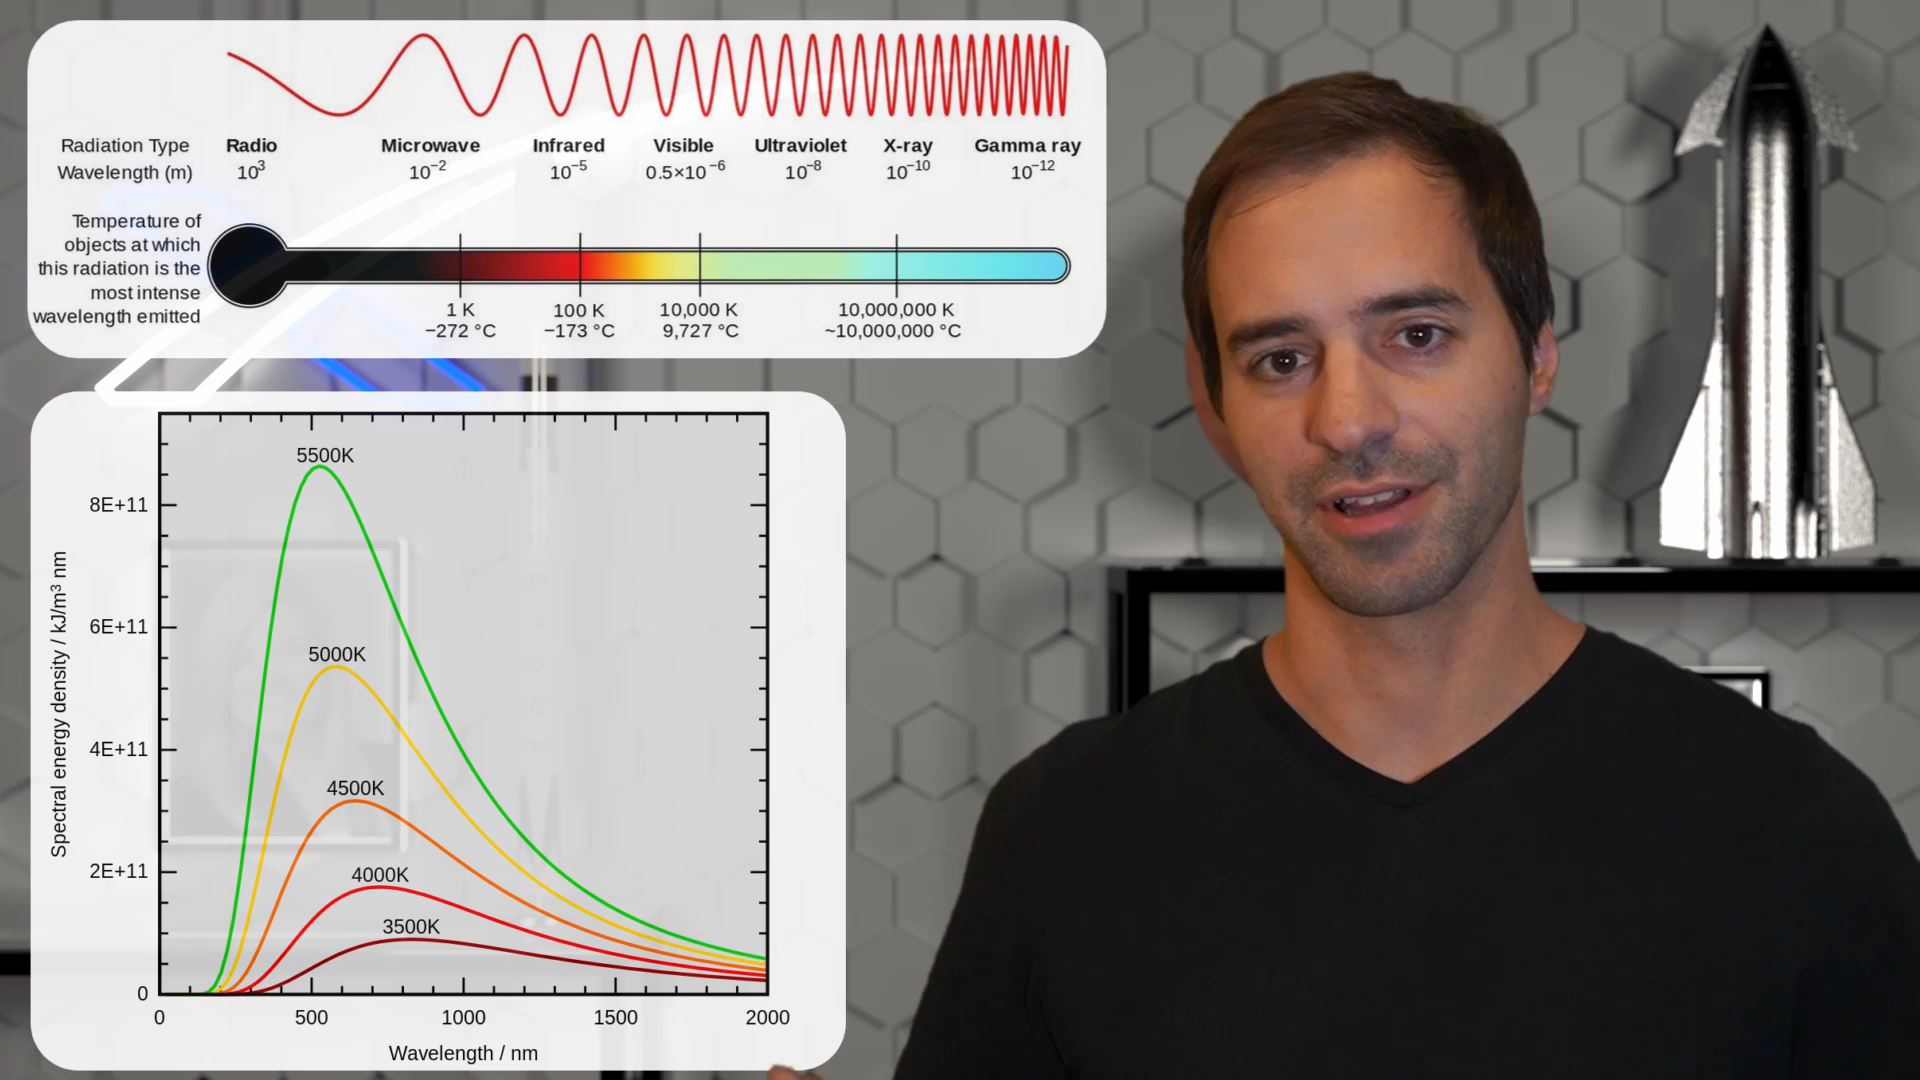 Radiation Type Radio Microwave Infrared Visible Ultraviolet X-ray Gamma ray
Wavelength (m) 10³ 10⁻² 10⁻⁵ 0.5×10⁻⁶ 10⁻⁸ 10⁻¹⁰ 10⁻¹²
Temperature of
objects at which
this radiation is the
most intense
wavelength emitted
1 K 100 K 10,000 K 10,000,000 K
−272 °C −173 °C 9,727 °C ~10,000,000 °C
5500K
8E+11
6E+11
5000K
4E+11
4500K
2E+11
4000K
3500K
0
Spectral energy density / kJ/m³ nm
0 500 1000 1500 2000
Wavelength / nm